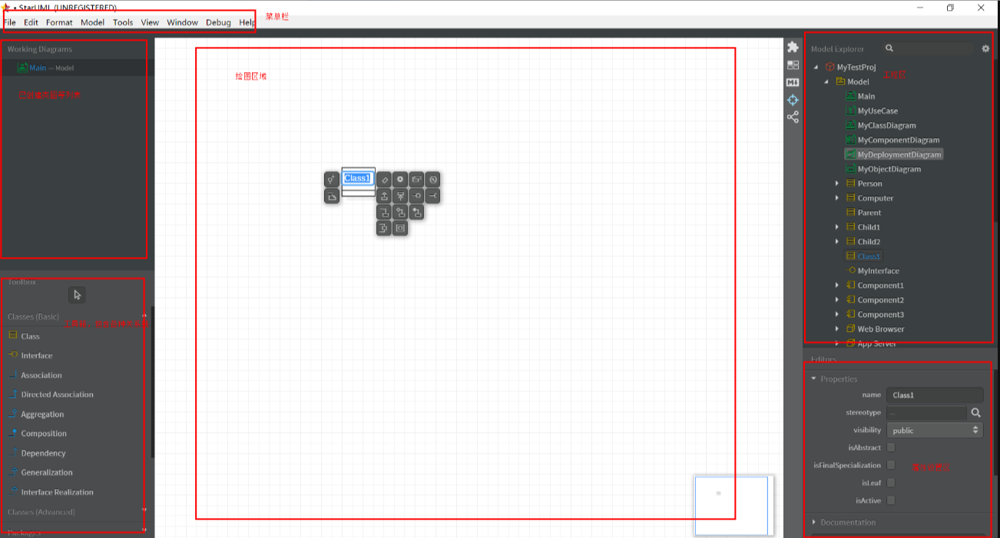 StarUML (UNREGISTERED)
File Edit Format Model Tools View Window Debug Help
菜单栏
Working Diagrams
Main — Model
绘图区域
Class1
Toolbox
Classes (Basic)
Class
Interface
Association
Directed Association
Aggregation
Composition
Dependency
Generalization
Interface Realization
Classes (Advanced)
Packages
Model Explorer
MyTestProj
Model
Main
MyUseCase
MyClassDiagram
MyComponentDiagram
MyDeploymentDiagram
MyObjectDiagram
Person
Computer
Parent
Child1
Child2
Class1
MyInterface
Component1
Component2
Component3
Web Browser
App Server
Editors
Properties
name Class1
stereotype ...
visibility public
isAbstract
isFinalSpecialization
isLeaf
isActive
Documentation